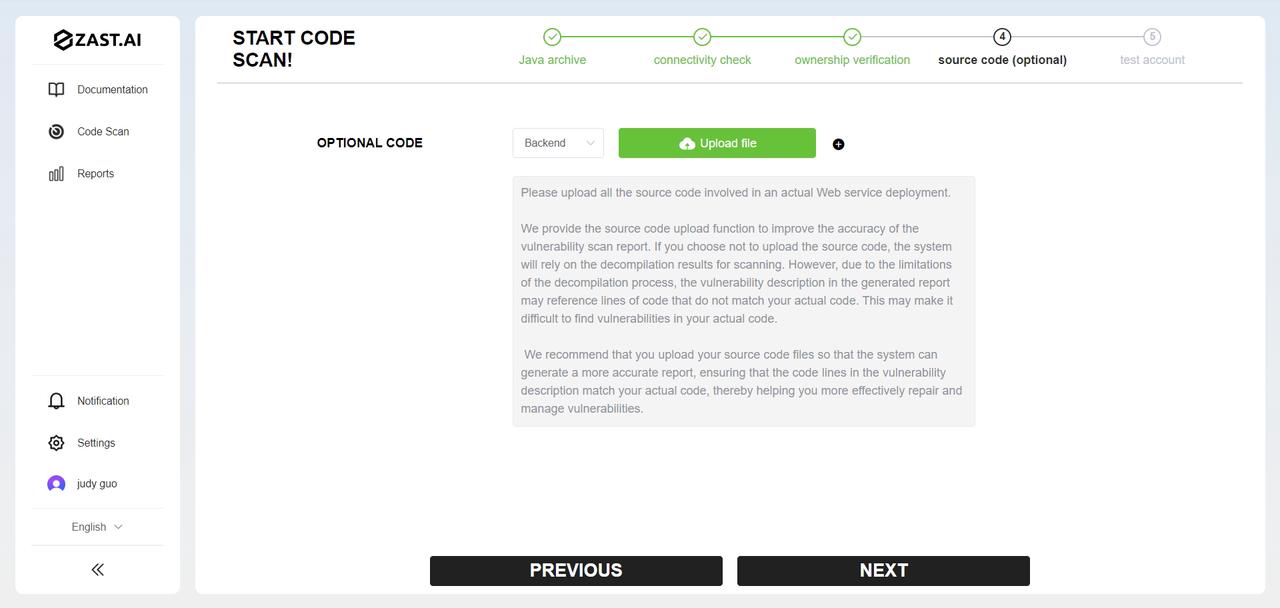 ZAST.AI
Documentation
Code Scan
Reports
Notification
Settings
judy guo
English
START CODE
SCAN!
Java archive
connectivity check
ownership verification
4
source code (optional)
5
test account
OPTIONAL CODE
Backend
Upload file
Please upload all the source code involved in an actual Web service deployment.
We provide the source code upload function to improve the accuracy of the
vulnerability scan report. If you choose not to upload the source code, the system
will rely on the decompilation results for scanning. However, due to the limitations
of the decompilation process, the vulnerability description in the generated report
may reference lines of code that do not match your actual code. This may make it
difficult to find vulnerabilities in your actual code.
We recommend that you upload your source code files so that the system can
generate a more accurate report, ensuring that the code lines in the vulnerability
description match your actual code, thereby helping you more effectively repair and
manage vulnerabilities.
PREVIOUS
NEXT